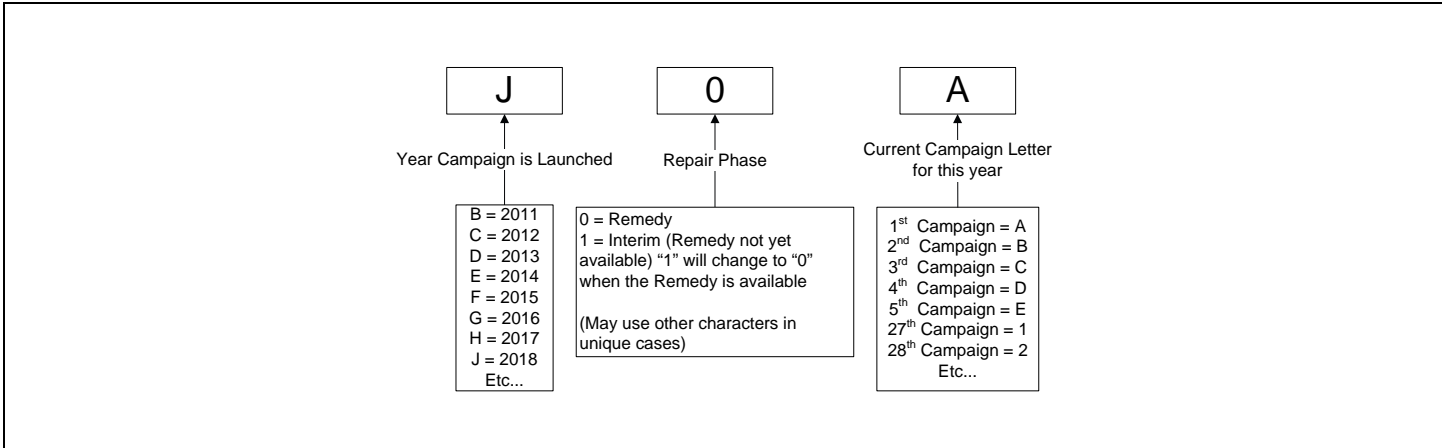 J
0
A
Year Campaign is Launched
Repair Phase
Current Campaign Letter
for this year
B = 2011
C = 2012
D = 2013
E = 2014
F = 2015
G = 2016
H = 2017
J = 2018
Etc...
0 = Remedy
1 = Interim (Remedy not yet
available) “1” will change to “0”
when the Remedy is available
(May use other characters in
unique cases)
1st Campaign = A
2nd Campaign = B
3rd Campaign = C
4th Campaign = D
5th Campaign = E
27th Campaign = 1
28th Campaign = 2
Etc...